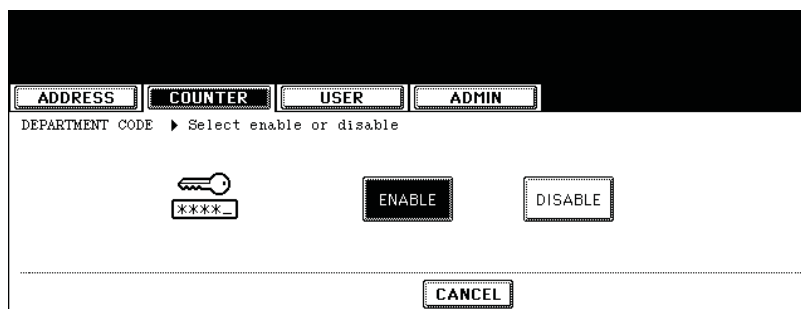 ADDRESS COUNTER USER ADMIN
DEPARTMENT CODE ▶ Select enable or disable
****_ ENABLE DISABLE
CANCEL